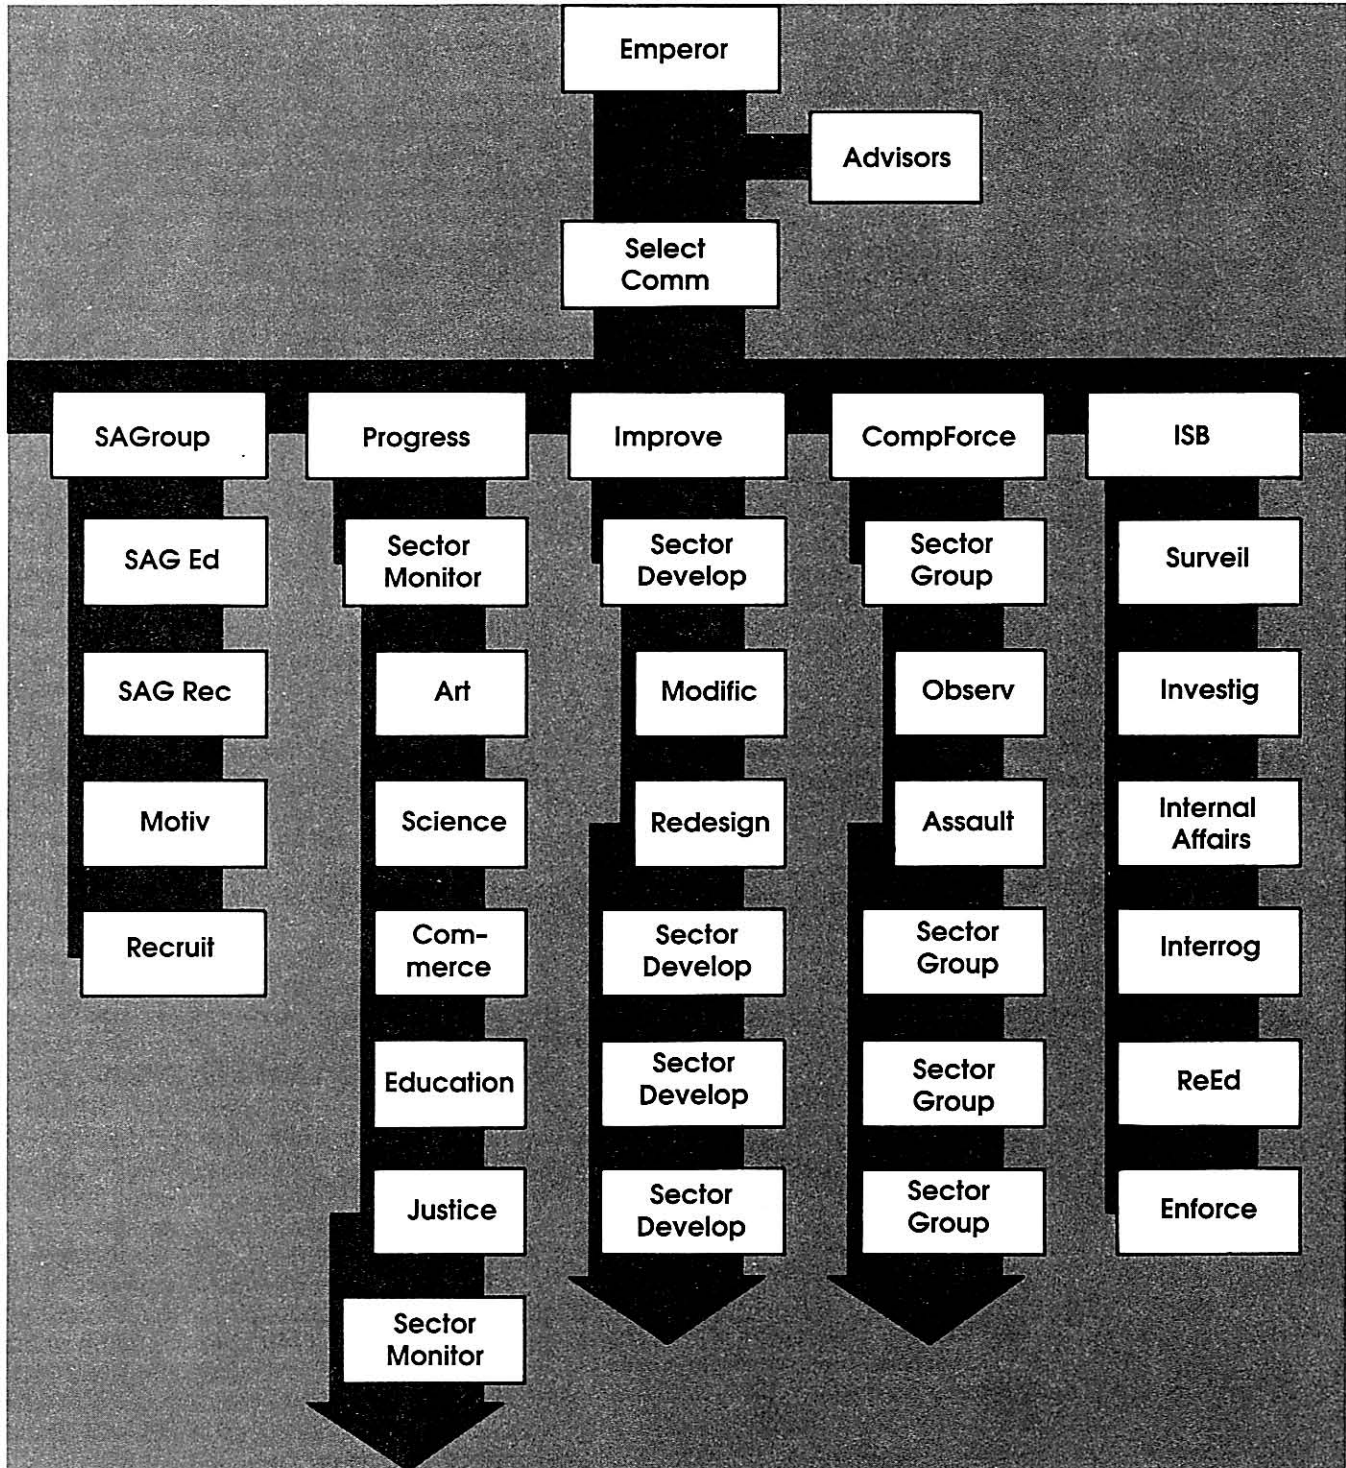 Emperor
Advisors
Select
Comm
SAGroup
Progress
Improve
CompForce
ISB
SAG Ed
Sector
Monitor
Sector
Develop
Sector
Group
Surveil
SAG Rec
Art
Modific
Observ
Investig
Motiv
Science
Redesign
Assault
Internal
Affairs
Recruit
Com-
merce
Sector
Develop
Sector
Group
Interrog
Education
Sector
Develop
Sector
Group
ReEd
Justice
Sector
Develop
Sector
Group
Enforce
Sector
Monitor